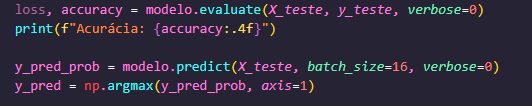 loss, accuracy = modelo.evaluate(X_teste, y_teste, verbose=0)
print(f"Acurácia: {accuracy:.4f}")
y_pred_prob = modelo.predict(X_teste, batch_size=16, verbose=0)
y_pred = np.argmax(y_pred_prob, axis=1)